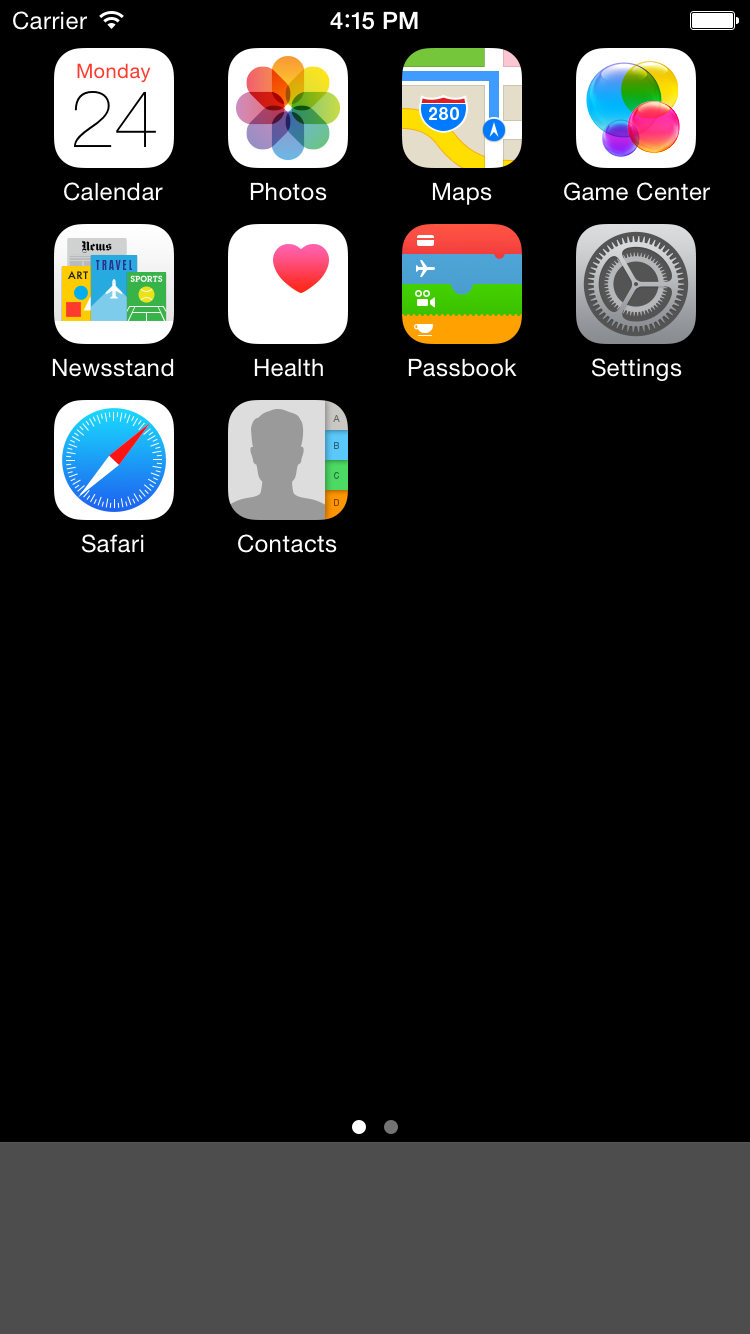 Carrier 4:15 PM
Monday
24
280
Calendar Photos Maps Game Center
News
TRAVEL
ART
SPORTS
Newsstand Health Passbook Settings
A
B
C
D
Safari Contacts